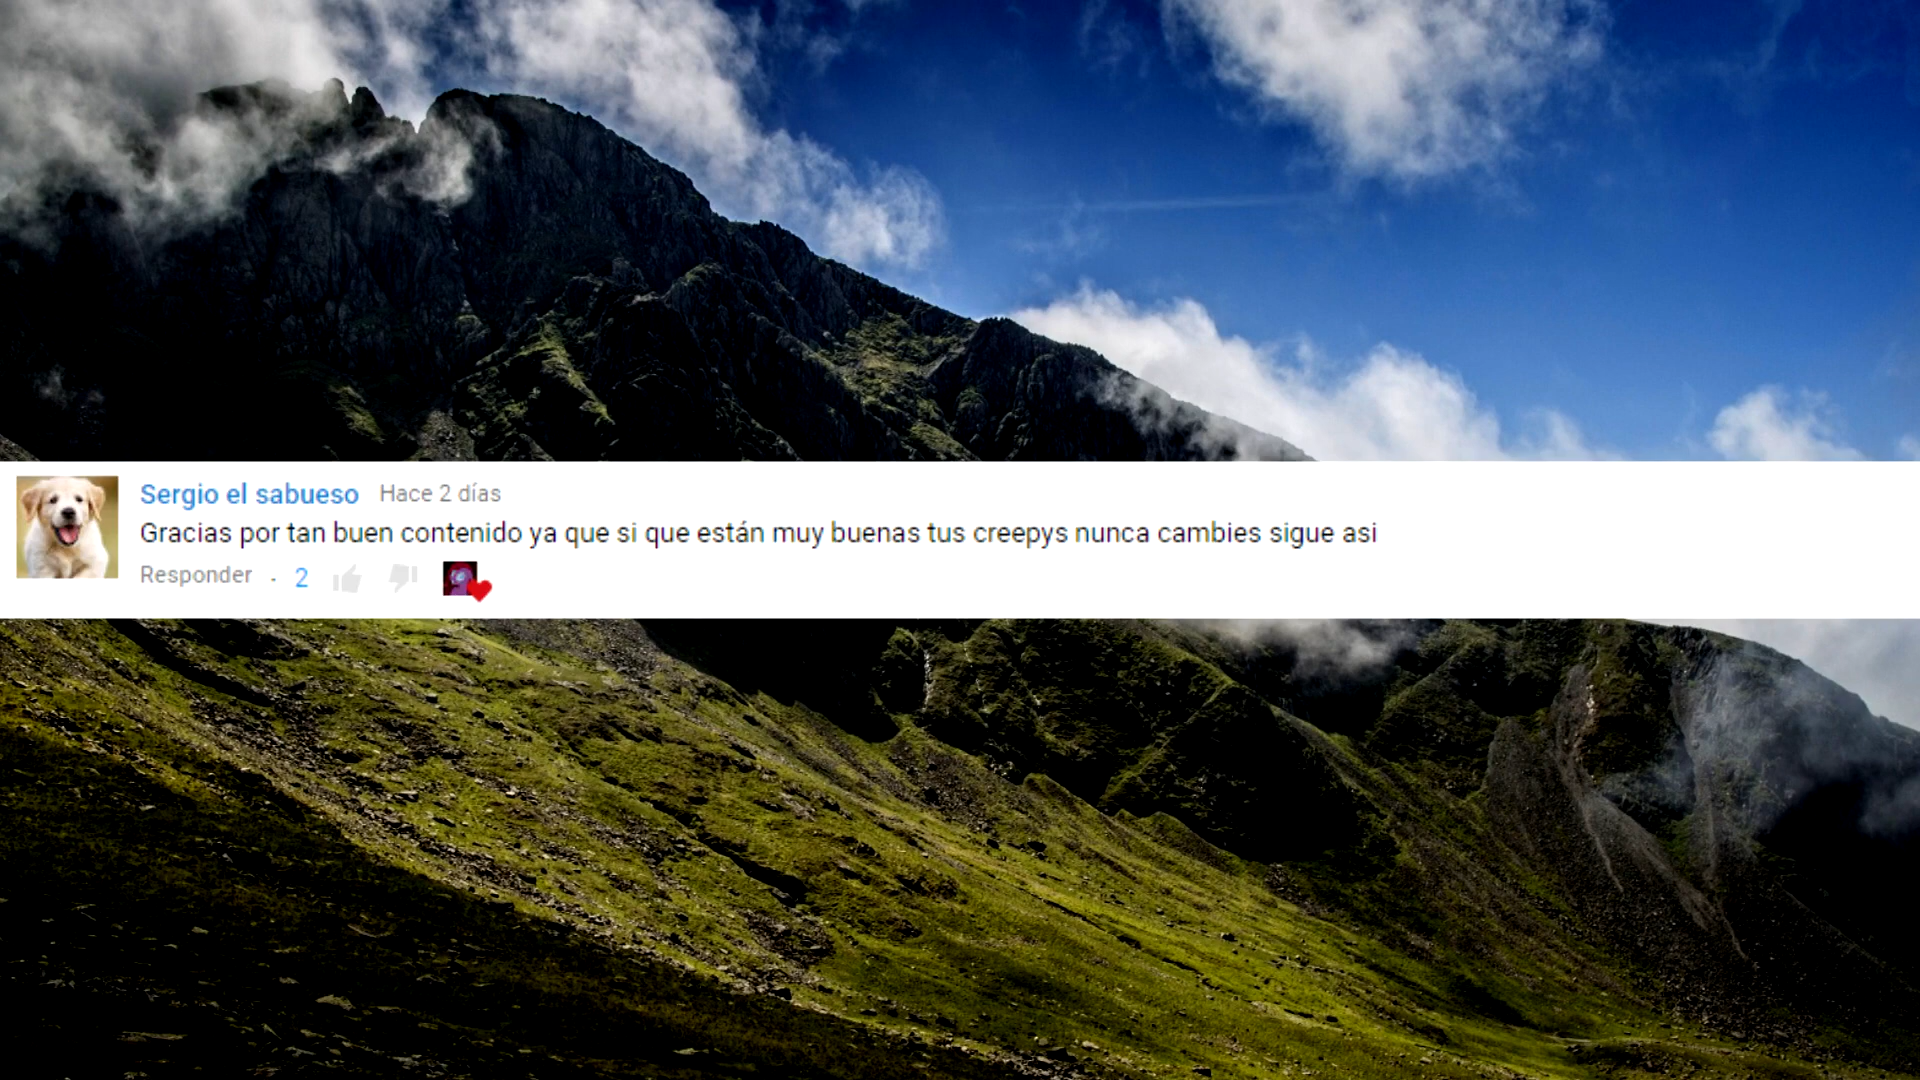 Sergio el sabueso Hace 2 días
Gracias por tan buen contenido ya que si que están muy buenas tus creepys nunca cambies sigue asi
Responder . 2